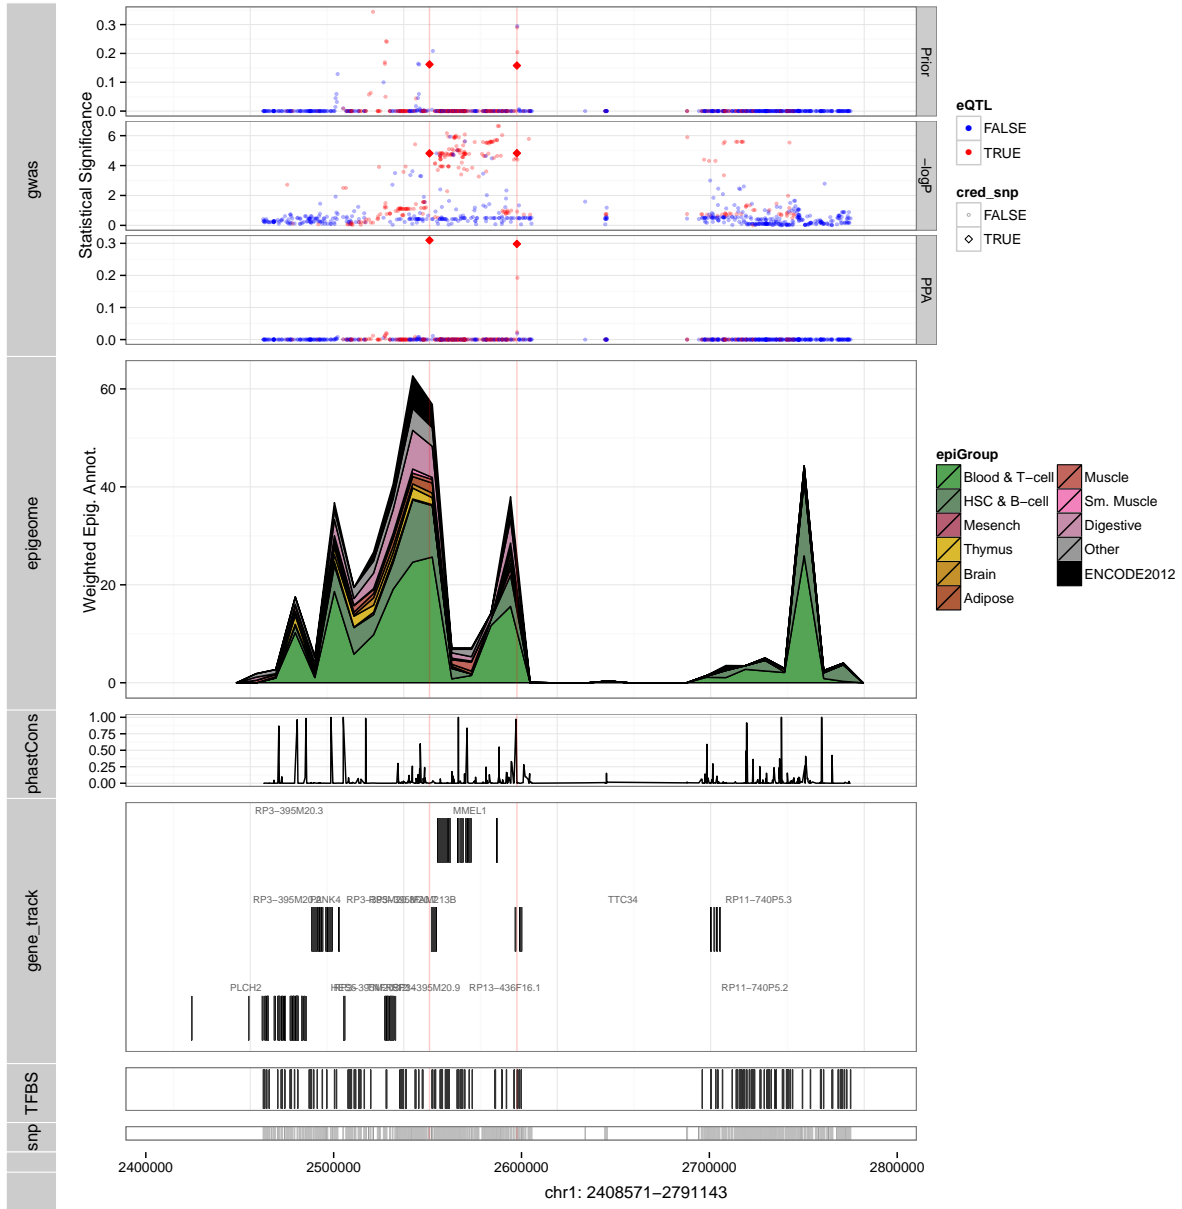 gwas
Statistical Significance
0.3
0.2
0.1
0.0
Prior
6
4
2
0
−logP
0.3
0.2
0.1
0.0
PPA
eQTL
FALSE
TRUE
cred_snp
FALSE
TRUE
epigeome
Weighted Epig. Annot.
60
40
20
0
epiGroup
Blood & T−cell
HSC & B−cell
Mesench
Thymus
Brain
Adipose
Muscle
Sm. Muscle
Digestive
Other
ENCODE2012
phastCons
1.00
0.75
0.50
0.25
0.00
gene_track
RP3−395M20.3 MMEL1
TTC34 RP11−740P5.3
PLCH2 RP13−436F16.1 RP11−740P5.2
TFBS
snp
2400000 2500000 2600000 2700000 2800000
chr1: 2408571−2791143